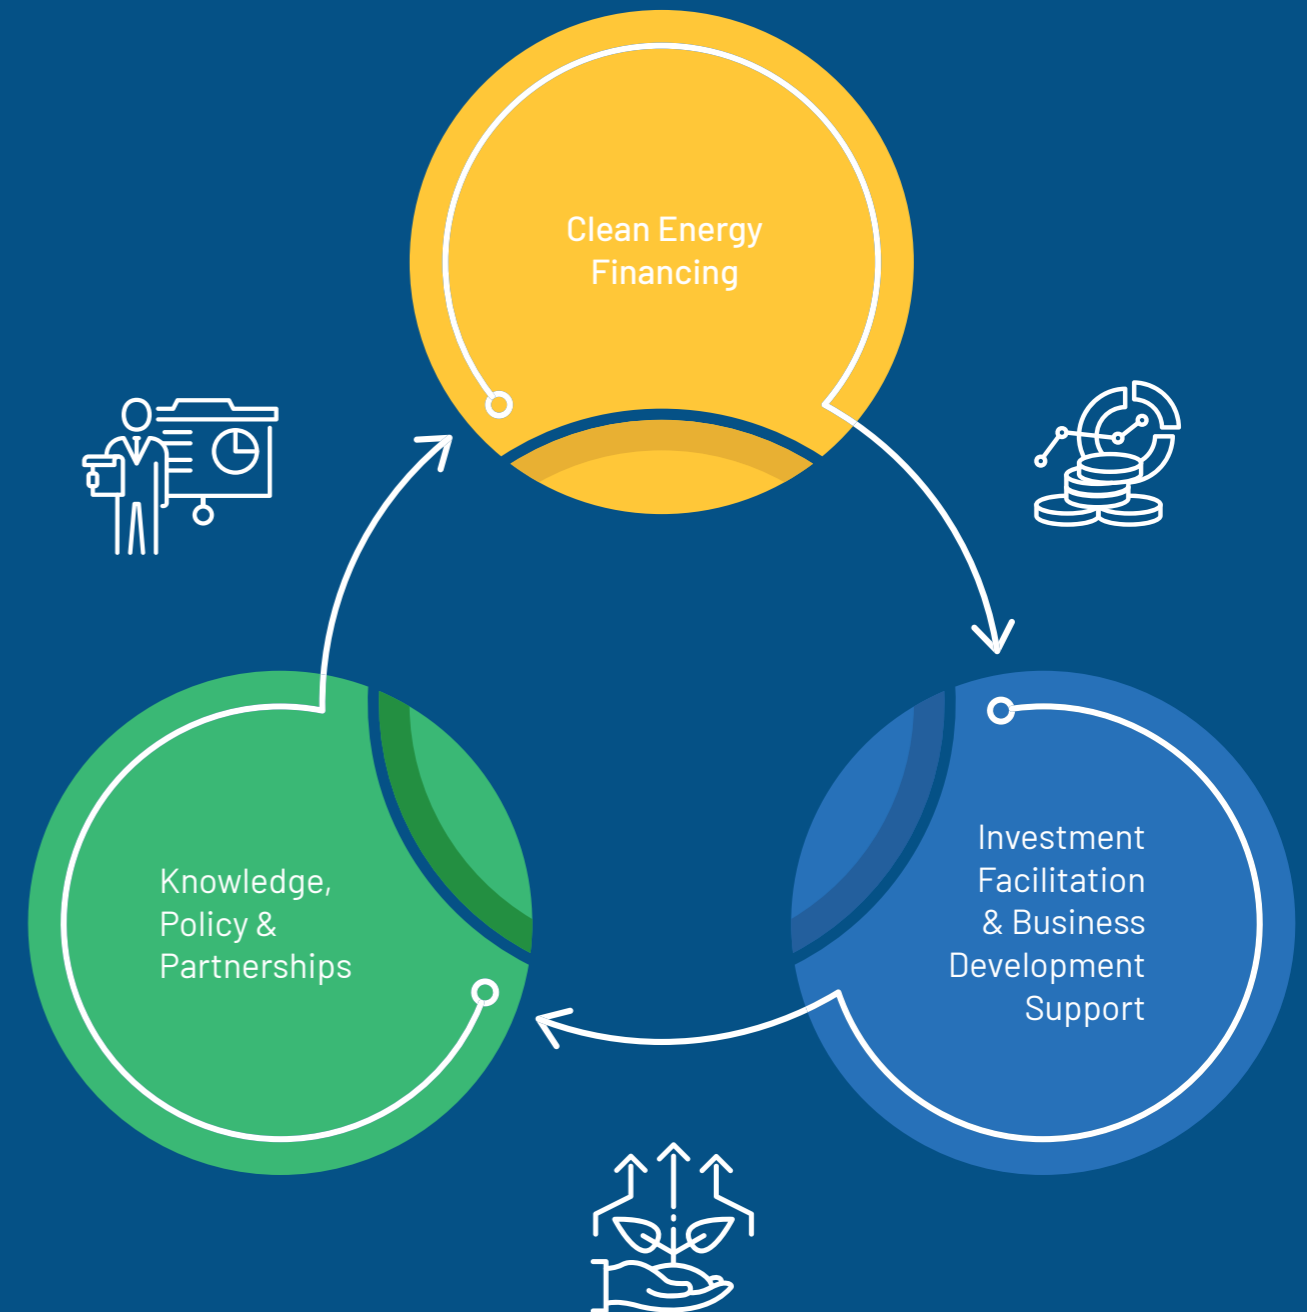 Clean Energy
Financing
Investment
Facilitation
& Business
Development
Support
Knowledge,
Policy &
Partnerships